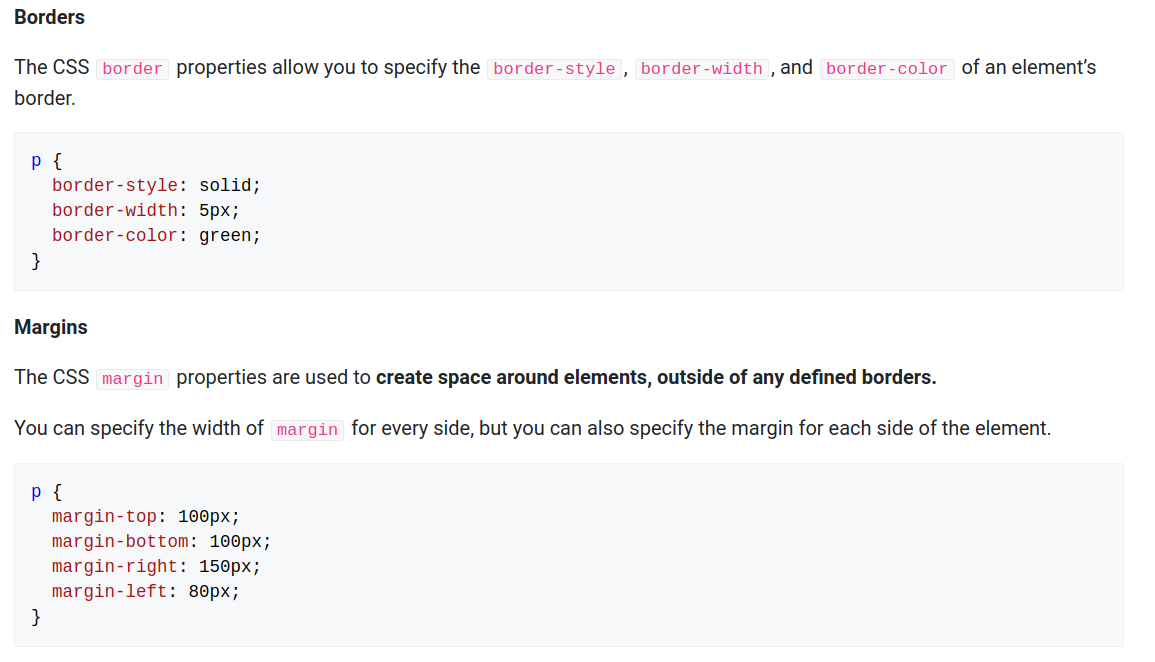 Borders
The CSS border properties allow you to specify the border-style, border-width, and border-color of an element’s
border.
p {
  border-style: solid;
  border-width: 5px;
  border-color: green;
}
Margins
The CSS margin properties are used to create space around elements, outside of any defined borders.
You can specify the width of margin for every side, but you can also specify the margin for each side of the element.
p {
  margin-top: 100px;
  margin-bottom: 100px;
  margin-right: 150px;
  margin-left: 80px;
}